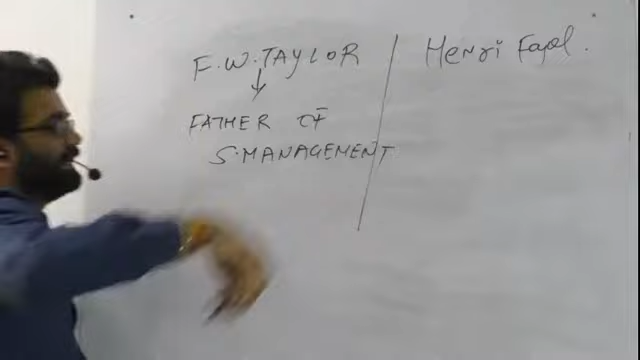 F.W. TAYLOR
FATHER OF
S.MANAGEMENT
Henri Fayol.